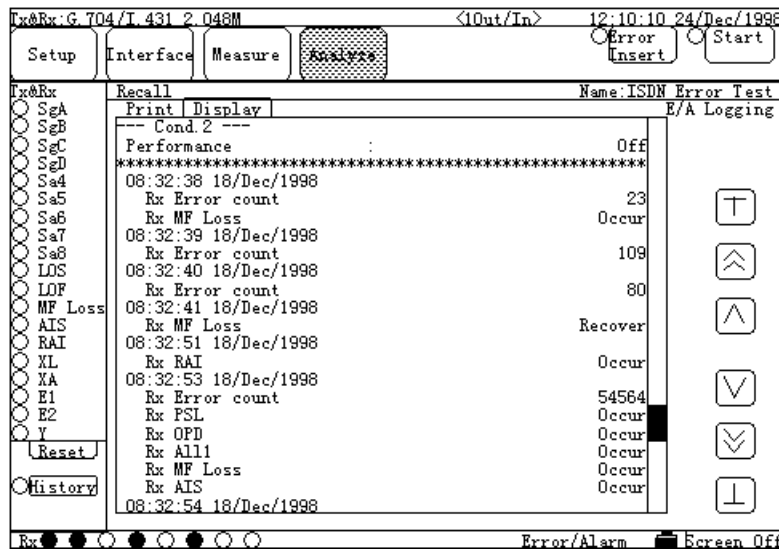 Tx&Rx:G.704/I.431 2.048M <10ut/In> 12:10:10 24/Dec/1998
Setup Interface Measure Analyze Error Insert Start
Tx&Rx Recall Name:ISDN Error Test
Print Display E/A Logging
SgA
SgB
SgC
SgD
Sa4
Sa5
Sa6
Sa7
Sa8
LOS
LOF
MF Loss
AIS
RAI
XL
XA
E1
E2
Y
Reset
History
--- Cond.2 ---
Performance : Off
************************************************************
08:32:38 18/Dec/1998
Rx Error count 23
Rx MF Loss Occur
08:32:39 18/Dec/1998
Rx Error count 109
08:32:40 18/Dec/1998
Rx Error count 80
08:32:41 18/Dec/1998
Rx MF Loss Recover
08:32:51 18/Dec/1998
Rx RAI Occur
08:32:53 18/Dec/1998
Rx Error count 54564
Rx PSL Occur
Rx OPD Occur
Rx All1 Occur
Rx MF Loss Occur
Rx AIS Occur
08:32:54 18/Dec/1998
Rx Error/Alarm Screen Off